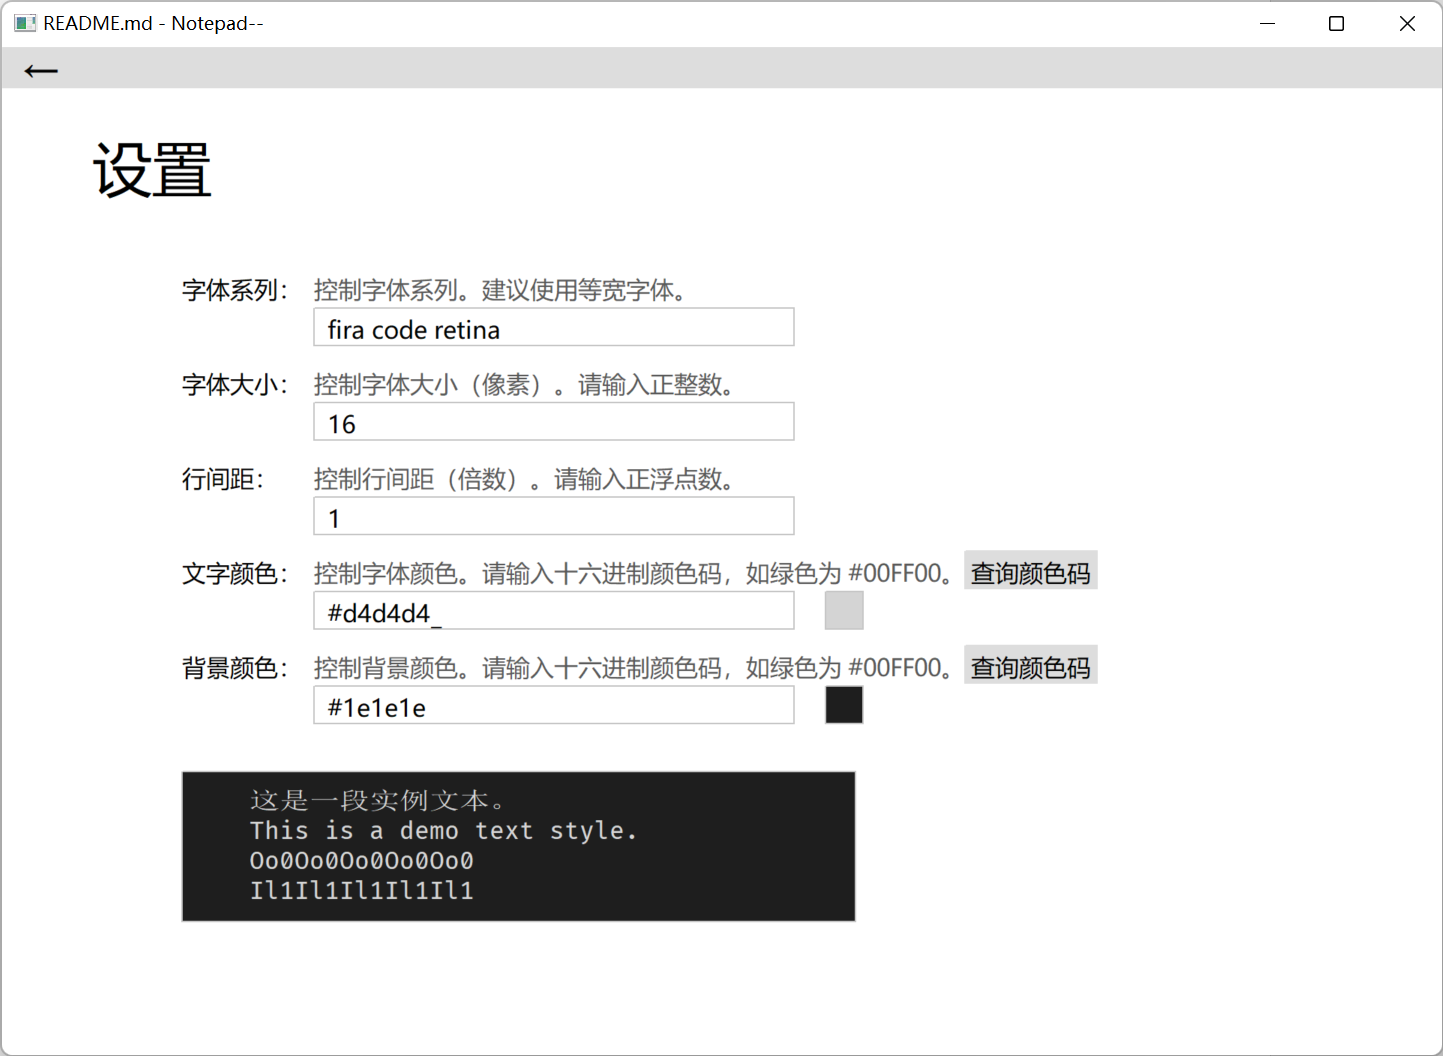 README.md - Notepad--
设置
字体系列： 控制字体系列。建议使用等宽字体。
fira code retina
字体大小： 控制字体大小（像素）。请输入正整数。
16
行间距： 控制行间距（倍数）。请输入正浮点数。
1
文字颜色： 控制字体颜色。请输入十六进制颜色码，如绿色为 #00FF00。 查询颜色码
#d4d4d4_
背景颜色： 控制背景颜色。请输入十六进制颜色码，如绿色为 #00FF00。 查询颜色码
#1e1e1e
这是一段实例文本。
This is a demo text style.
Oo0Oo0Oo0Oo0Oo0
Il1Il1Il1Il1Il1